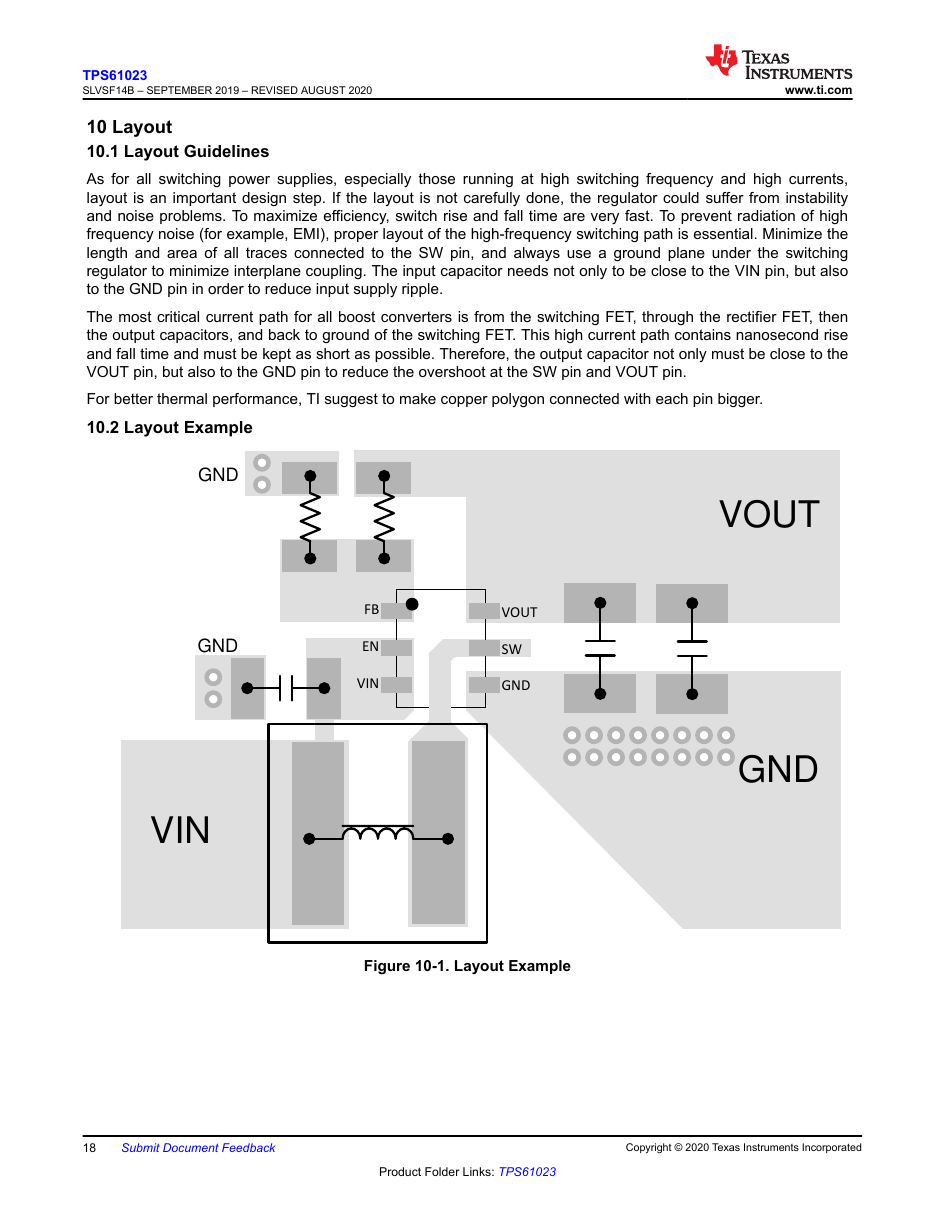 TPS61023
SLVSF14B – SEPTEMBER 2019 – REVISED AUGUST 2020
TEXAS
INSTRUMENTS
www.ti.com
10 Layout
10.1 Layout Guidelines
As for all switching power supplies, especially those running at high switching frequency and high currents,
layout is an important design step. If the layout is not carefully done, the regulator could suffer from instability
and noise problems. To maximize efficiency, switch rise and fall time are very fast. To prevent radiation of high
frequency noise (for example, EMI), proper layout of the high-frequency switching path is essential. Minimize the
length and area of all traces connected to the SW pin, and always use a ground plane under the switching
regulator to minimize interplane coupling. The input capacitor needs not only to be close to the VIN pin, but also
to the GND pin in order to reduce input supply ripple.
The most critical current path for all boost converters is from the switching FET, through the rectifier FET, then
the output capacitors, and back to ground of the switching FET. This high current path contains nanosecond rise
and fall time and must be kept as short as possible. Therefore, the output capacitor not only must be close to the
VOUT pin, but also to the GND pin to reduce the overshoot at the SW pin and VOUT pin.
For better thermal performance, TI suggest to make copper polygon connected with each pin bigger.
10.2 Layout Example
GND
VOUT
FB
VOUT
GND
EN
SW
VIN
GND
GND
VIN
Figure 10-1. Layout Example
18 Submit Document Feedback
Copyright © 2020 Texas Instruments Incorporated
Product Folder Links: TPS61023